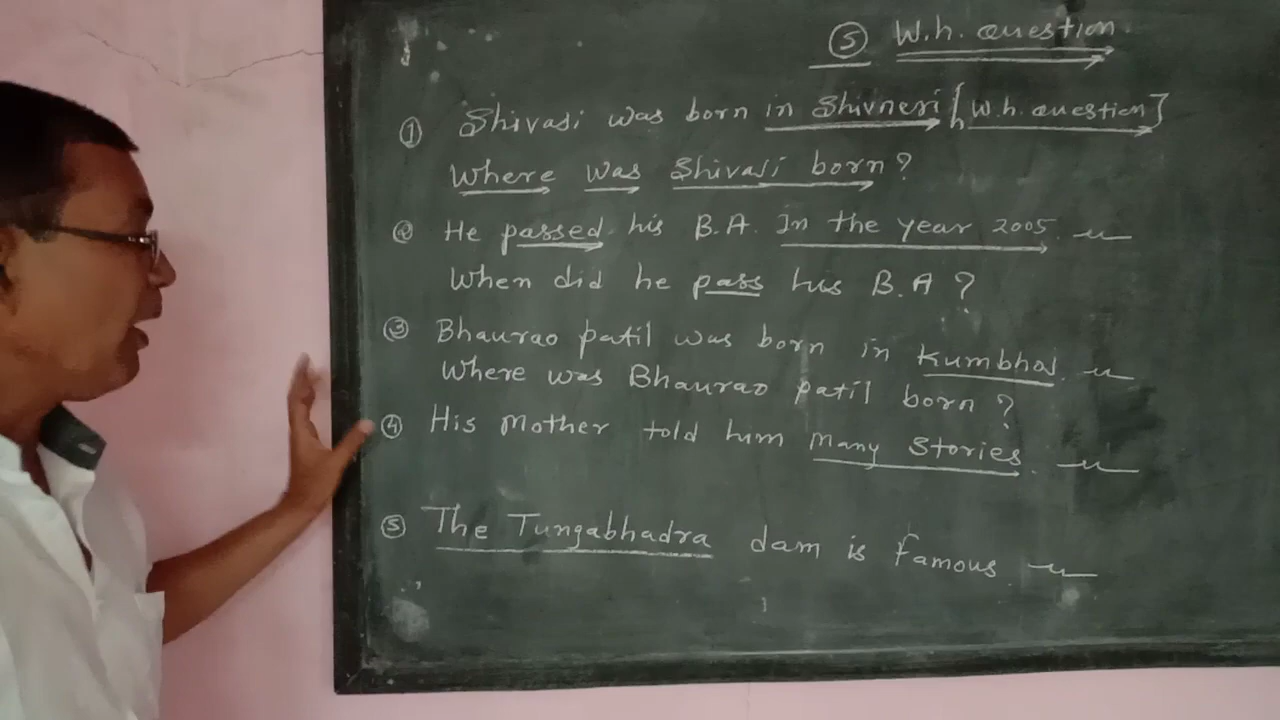 ⑤ W.h. question
① Shivaji was born in Shivneri [W.h. question]
Where was Shivaji born?
② He passed his B.A. In the year 2005.
When did he pass his B.A?
③ Bhaurao patil was born in Kumbhoj.
Where was Bhaurao patil born?
④ His Mother told him Many Stories.
⑤ The Tungabhadra dam is Famous.